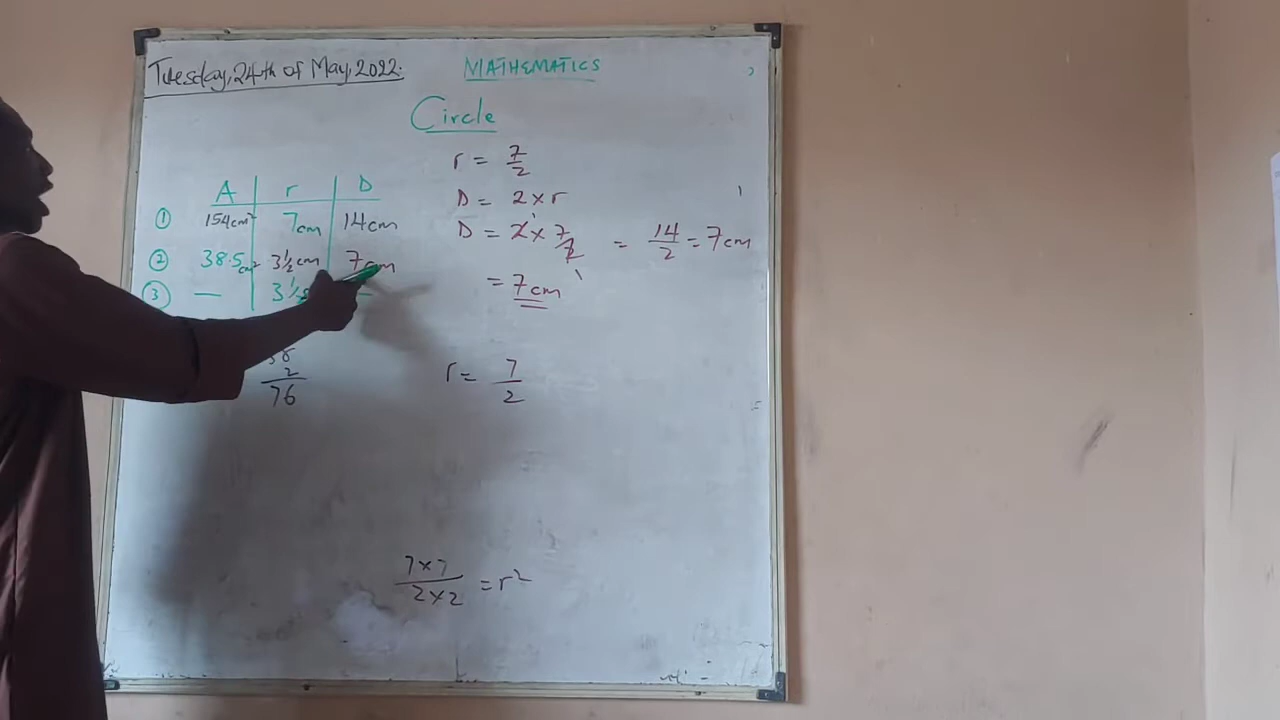 Tuesday, 24th of May, 2022. MATHEMATICS
Circle
A r D
① 154cm² 7cm 14cm
② 38.5cm² 3½cm 7cm
③ — 3½ —
2
76
r = 7/2
D = 2 × r
D = 2 × 7/2 = 14/2 = 7cm
= 7cm
r = 7/2
7×7/2×2 = r²